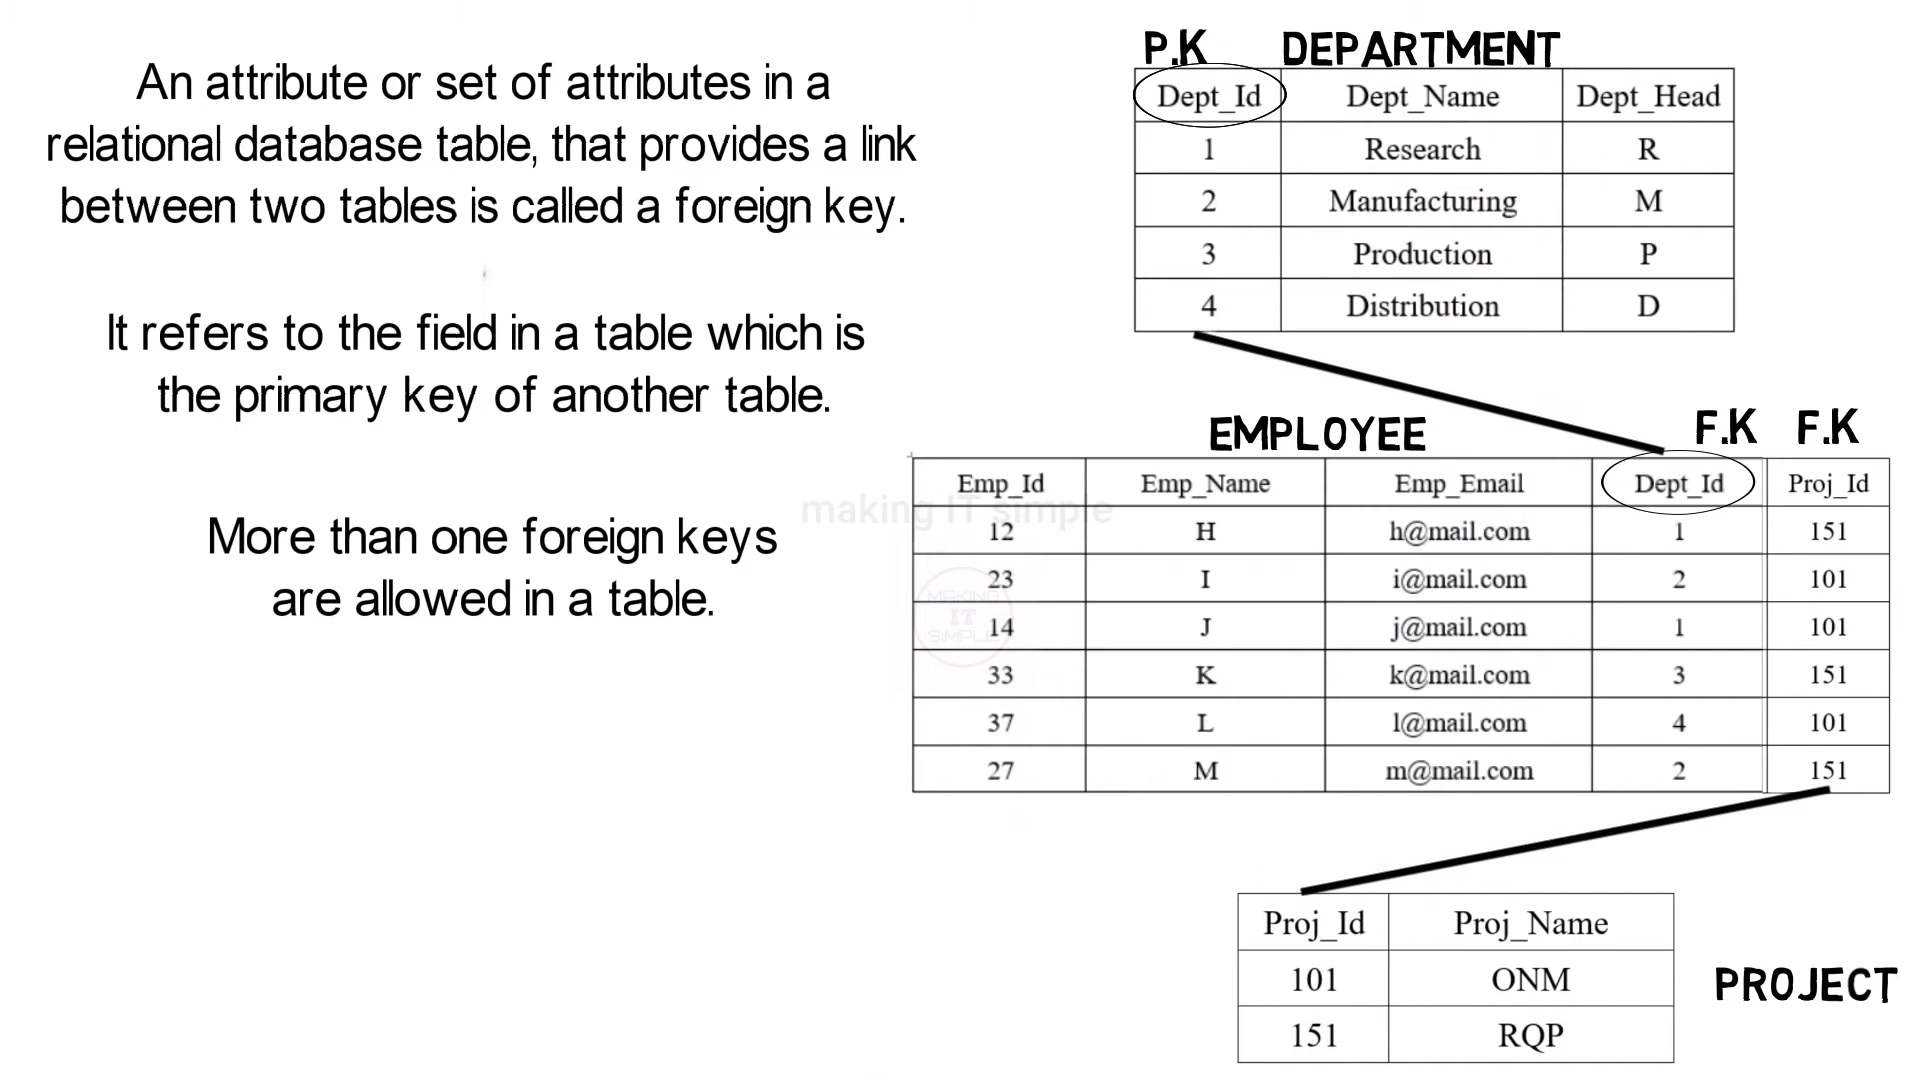 An attribute or set of attributes in a
relational database table, that provides a link
between two tables is called a foreign key.
It refers to the field in a table which is
the primary key of another table.
More than one foreign keys
are allowed in a table.
P.K DEPARTMENT
Dept_Id Dept_Name Dept_Head
1 Research R
2 Manufacturing M
3 Production P
4 Distribution D
EMPLOYEE F.K F.K
Emp_Id Emp_Name Emp_Email Dept_Id Proj_Id
making IT simple
12 H h@mail.com 1 151
23 I i@mail.com 2 101
14 J j@mail.com 1 101
33 K k@mail.com 3 151
37 L l@mail.com 4 101
27 M m@mail.com 2 151
MAKING
IT
SIMPLE
Proj_Id Proj_Name
101 ONM
151 RQP
PROJECT